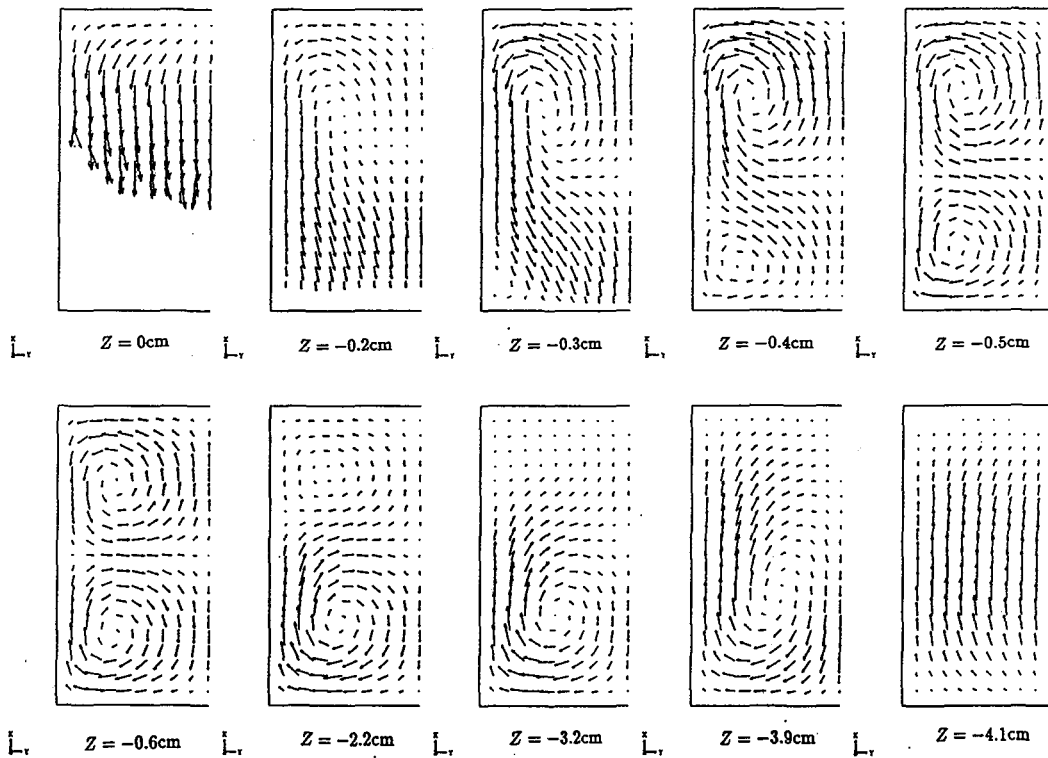 Z = 0cm
Z = −0.2cm
Z = −0.3cm
Z = −0.4cm
Z = −0.5cm
Z = −0.6cm
Z = −2.2cm
Z = −3.2cm
Z = −3.9cm
Z = −4.1cm